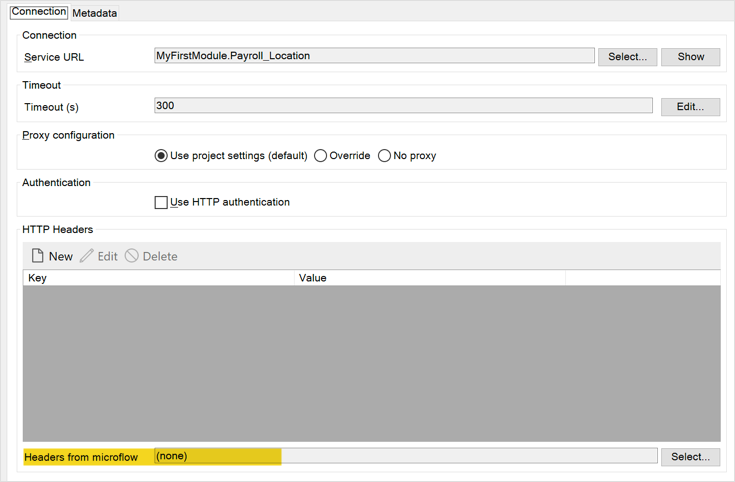 Connection Metadata
Connection
Service URL MyFirstModule.Payroll_Location Select... Show
Timeout
Timeout (s) 300 Edit...
Proxy configuration
Use project settings (default) Override No proxy
Authentication
Use HTTP authentication
HTTP Headers
New Edit Delete
Key Value
Headers from microflow (none) Select...